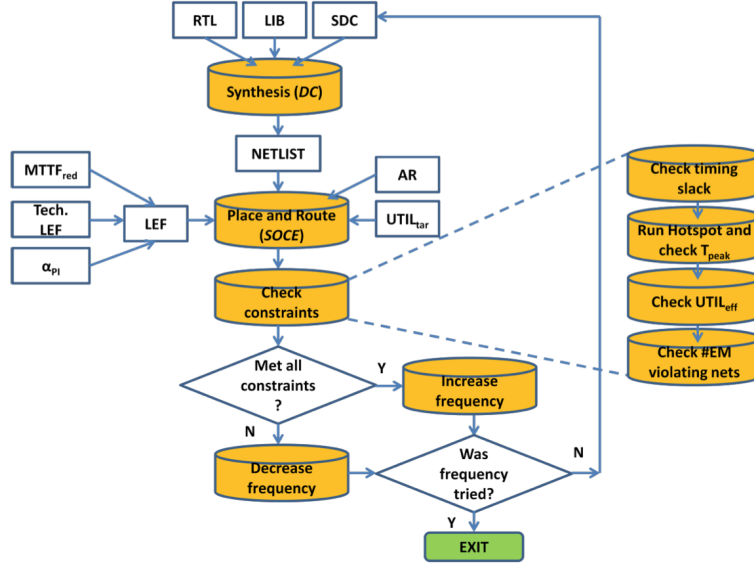 RTL
LIB
SDC
Synthesis (DC)
NETLIST
MTTFred
AR
Tech.
LEF
LEF
Place and Route
(SOCE)
UTILtar
αPI
Check
constraints
Check timing
slack
Run Hotspot and
check Tpeak
Check UTILeff
Check #EM
violating nets
Met all
constraints
?
Y
Increase
frequency
N
Decrease
frequency
Was
frequency
tried?
N
Y
EXIT